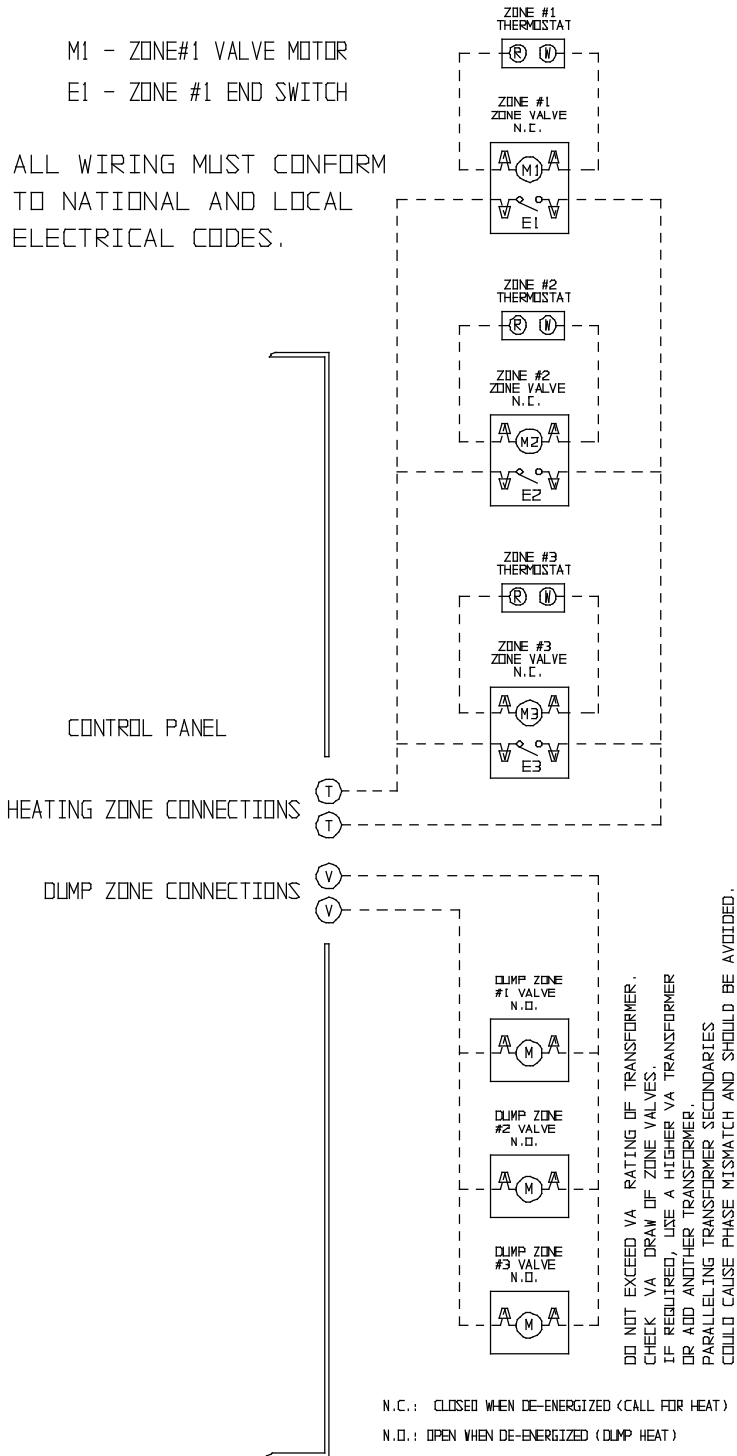 M1 - ZONE#1 VALVE MOTOR
E1 - ZONE #1 END SWITCH
ALL WIRING MUST CONFORM
TO NATIONAL AND LOCAL
ELECTRICAL CODES.
ZONE #1
THERMOSTAT
R W
ZONE #1
ZONE VALVE
N.C.
M1
E1
ZONE #2
THERMOSTAT
R W
ZONE #2
ZONE VALVE
N.C.
M2
E2
ZONE #3
THERMOSTAT
R W
ZONE #3
ZONE VALVE
N.C.
M3
E3
CONTROL PANEL
HEATING ZONE CONNECTIONS
T
T
DUMP ZONE CONNECTIONS
V
V
DUMP ZONE
#1 VALVE
N.O.
M
DUMP ZONE
#2 VALVE
N.O.
M
DUMP ZONE
#3 VALVE
N.O.
M
DO NOT EXCEED VA RATING OF TRANSFORMER.
CHECK VA DRAW OF ZONE VALVES.
IF REQUIRED, USE A HIGHER VA TRANSFORMER
OR ADD ANOTHER TRANSFORMER.
PARALLELING TRANSFORMER SECONDARIES
COULD CAUSE PHASE MISMATCH AND SHOULD BE AVOIDED.
N.C.: CLOSED WHEN DE-ENERGIZED (CALL FOR HEAT)
N.O.: OPEN WHEN DE-ENERGIZED (DUMP HEAT)